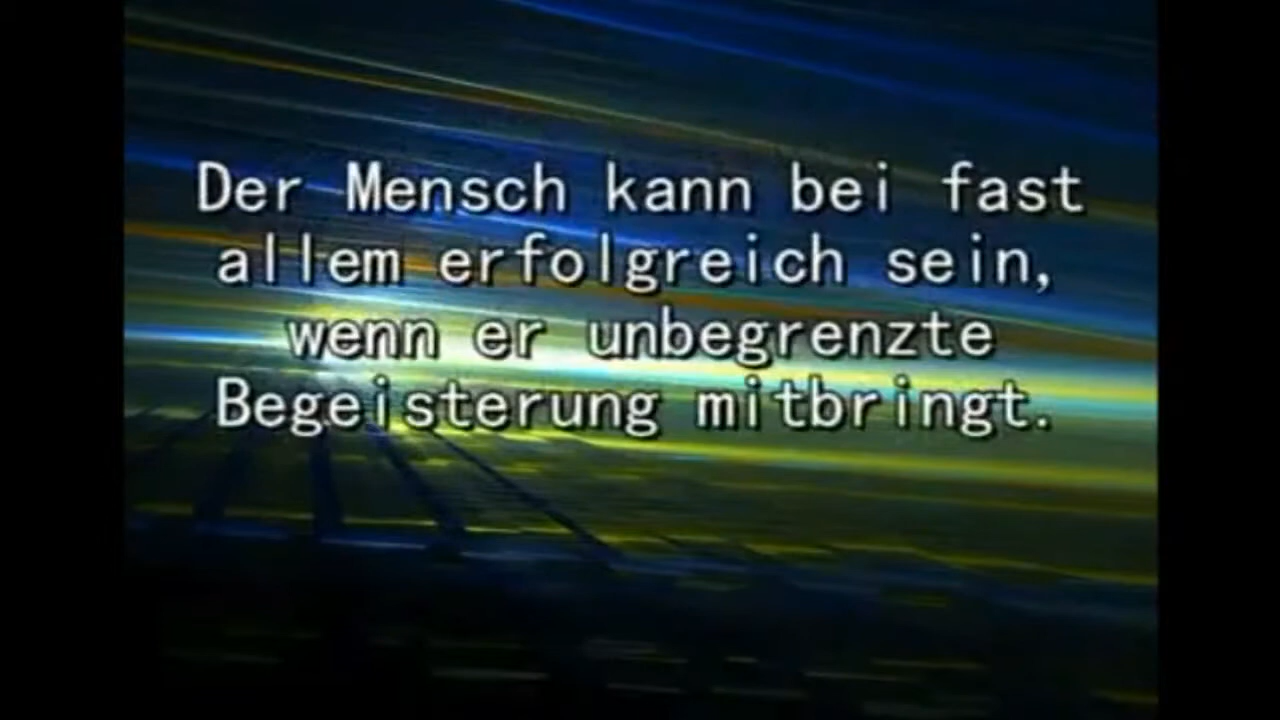 Der Mensch kann bei fast
allem erfolgreich sein,
wenn er unbegrenzte
Begeisterung mitbringt.